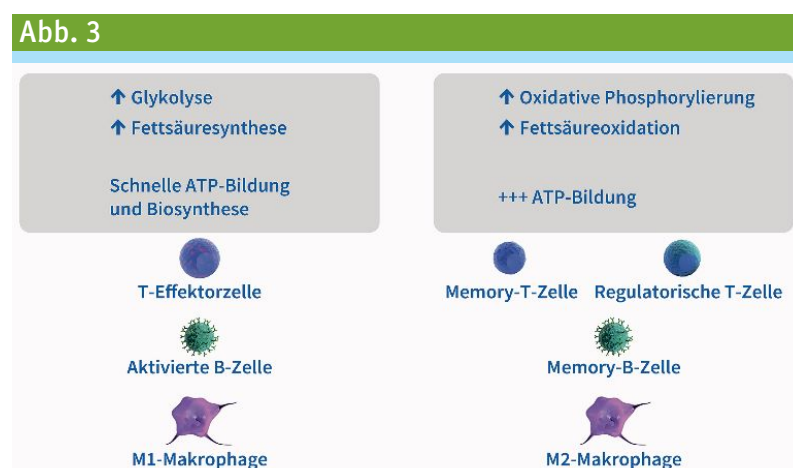 Abb. 3
↑ Glykolyse
↑ Fettsäuresynthese
Schnelle ATP-Bildung
und Biosynthese
↑ Oxidative Phosphorylierung
↑ Fettsäureoxidation
+++ ATP-Bildung
T-Effektorzelle
Memory-T-Zelle Regulatorische T-Zelle
Aktivierte B-Zelle
Memory-B-Zelle
M1-Makrophage
M2-Makrophage